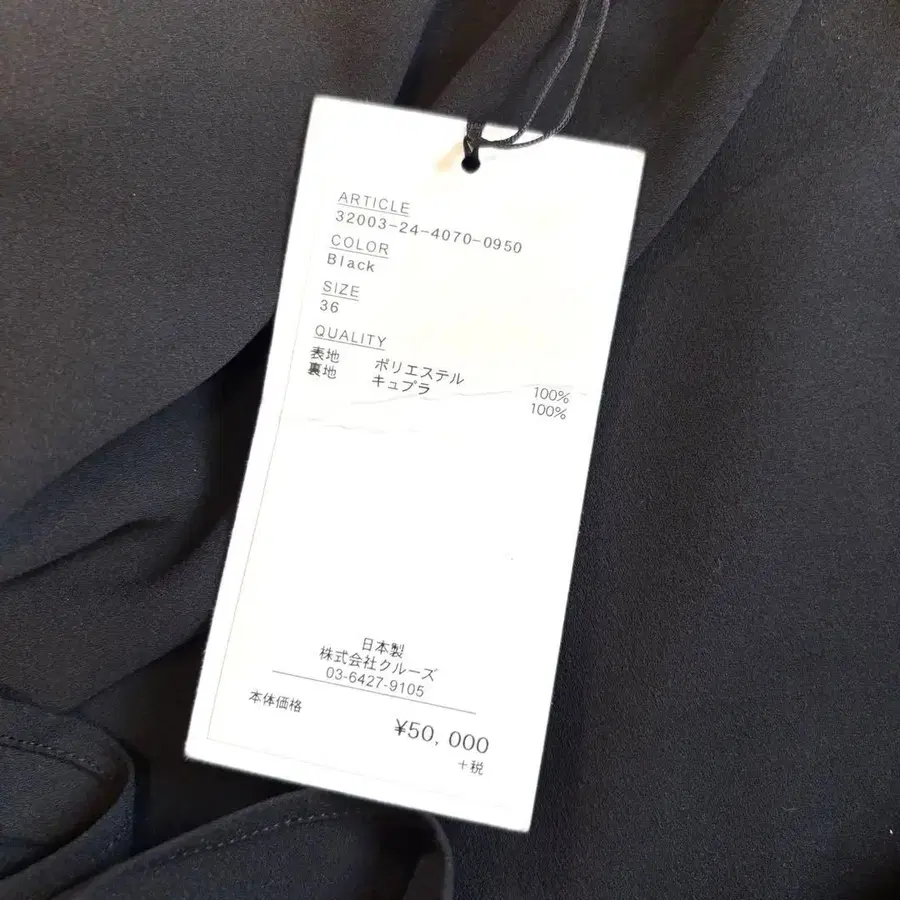 ARTICLE
32003-24-4070-0950
COLOR
Black
SIZE
36
QUALITY
表地 ポリエステル 100%
裏地 キュプラ 100%
日本製
株式会社クルーズ
03-6427-9105
本体価格
¥50,000
+税